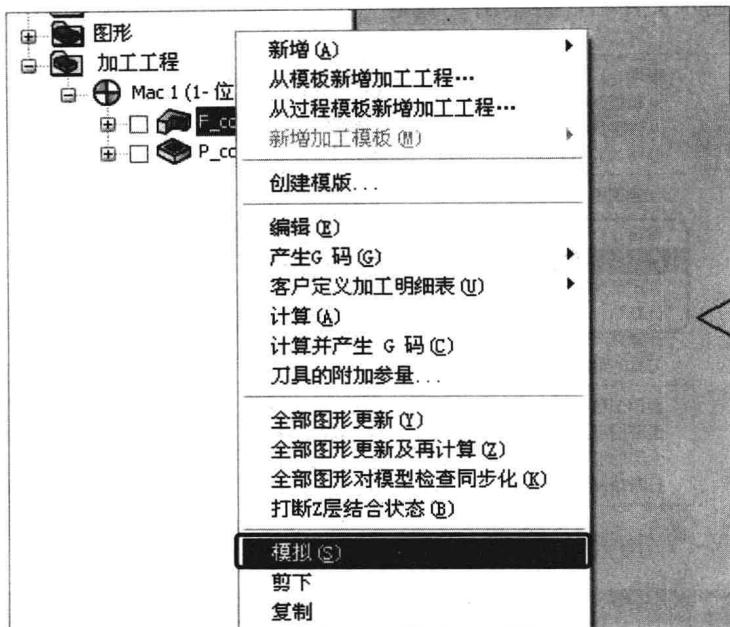 图形
加工工程
Mac 1 (1- 位
F_cc
P_cc
新增(A)
从模板新增加工工程…
从过程模板新增加工工程…
新增加工模板(M)
创建模版...
编辑(E)
产生G 码(G)
客户定义加工明细表(U)
计算(A)
计算并产生 G 码(C)
刀具的附加参量...
全部图形更新(Y)
全部图形更新及再计算(Z)
全部图形对模型检查同步化(K)
打断Z层结合状态(B)
模拟(S)
剪下
复制